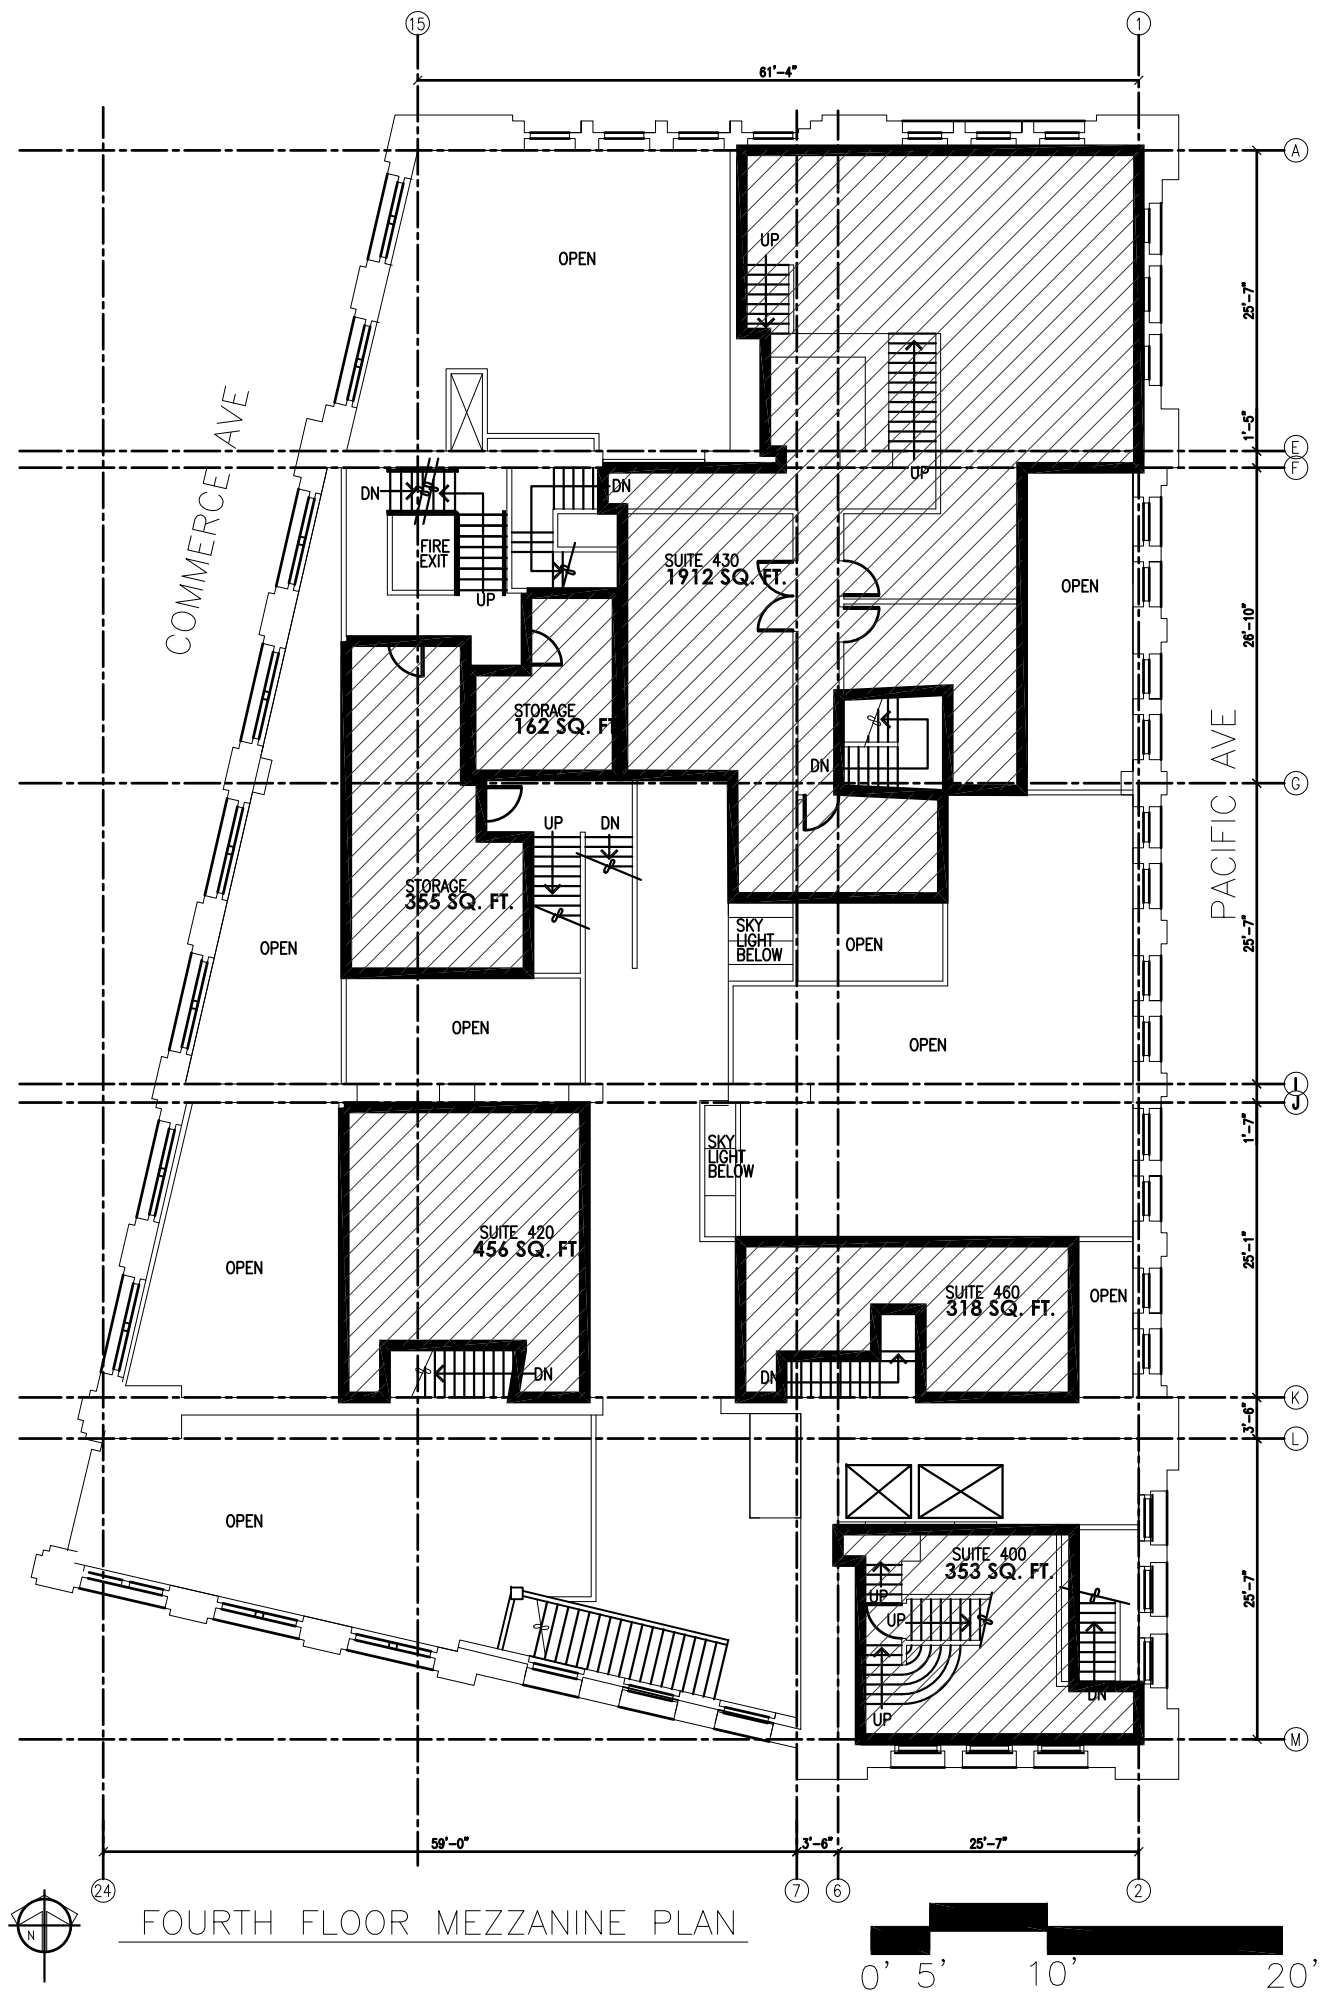 15
1
61'-4"
A
UP
OPEN
25'-7"
COMMERCE AVE
1'-5"
E
F
UP
DN
DN
FIRE
EXIT
UP
SUITE 430
1912 SQ. FT.
OPEN
26'-10"
STORAGE
162 SQ. FT
PACIFIC AVE
DN
G
UP
DN
STORAGE
355 SQ. FT.
OPEN
SKY
LIGHT
BELOW
OPEN
25'-7"
OPEN
OPEN
I
J
SKY
LIGHT
BELOW
1'-7"
SUITE 420
456 SQ. FT.
OPEN
25'-1"
SUITE 460
318 SQ. FT.
OPEN
DN
DN
K
3'-6"
L
OPEN
SUITE 400
353 SQ. FT.
UP
UP
25'-7"
DN
UP
M
59'-0"
3'-6"
25'-7"
24
7
6
2
N
FOURTH FLOOR MEZZANINE PLAN
0' 5' 10' 20'